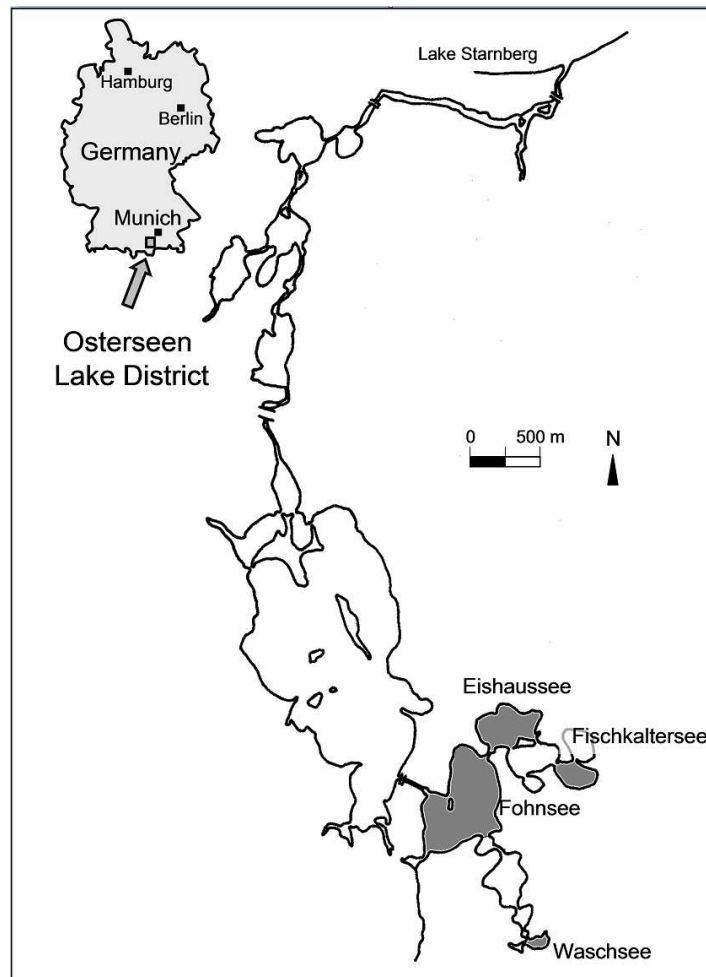 Lake Starnberg
Hamburg
Berlin
Germany
Munich
Osterseen
Lake District
0 500 m
N
Eishaussee
Fischkaltersee
Fohnsee
Waschsee